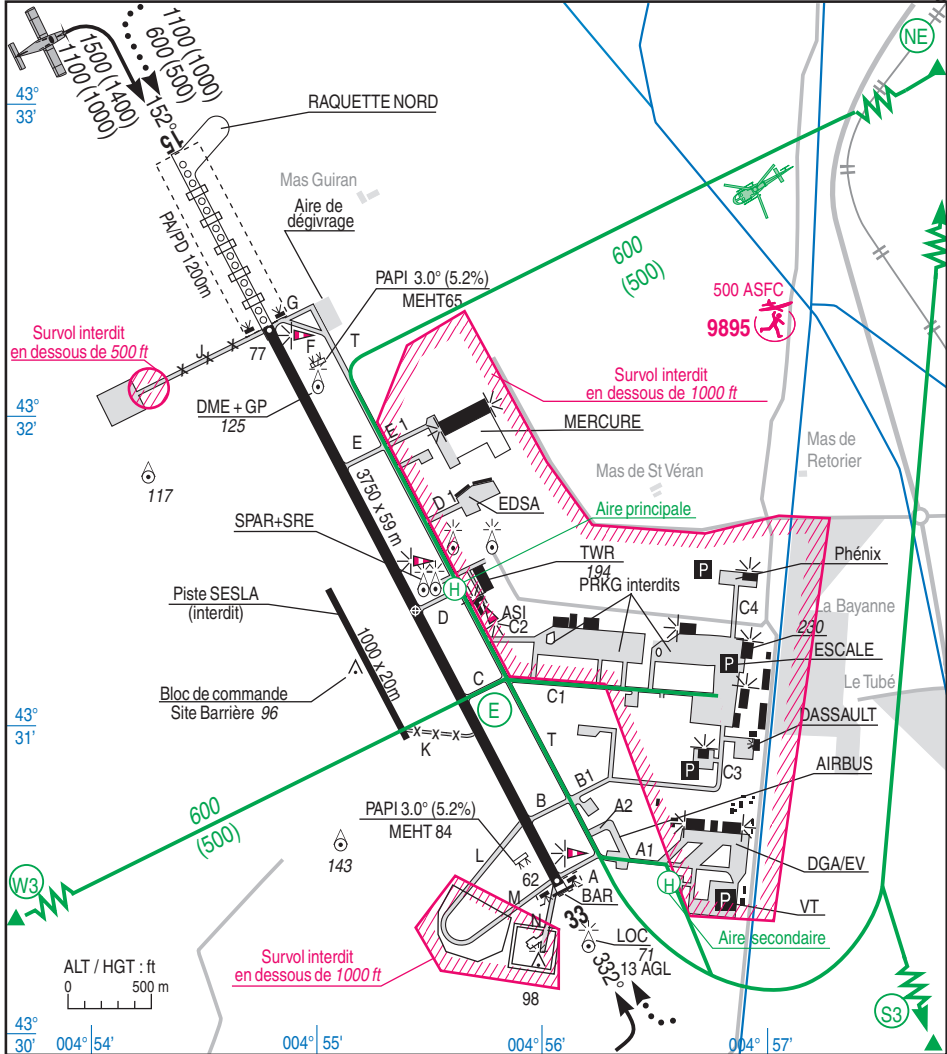 1100 (1000)
600 (500)
1500 (1400)
1100 (1000)
152°
15
NE
43°
33'
RAQUETTE NORD
Mas Guiran
Aire de
dégivrage
PA/PD 1200m
PAPI 3.0° (5.2%)
MEHT65
600
(500)
500 ASFC
9895
G
F
T
J
77
Survol interdit
en dessous de 500 ft
Survol interdit
en dessous de 1000 ft
43°
32'
DME + GP
125
MERCURE
E 1
E
Mas de
Retorier
Mas de St Véran
117
3750 x 59 m
D 1
EDSA
Aire principale
SPAR+SRE
TWR
194
Phénix
P
PRKG interdits
H
Piste SESLA
(interdit)
D
ASI
C2
C4
La Bayanne
230
ESCALE
P
1000 x 20m
C
C1
Le Tubé
Bloc de commande
Site Barrière 96
E
DASSAULT
43°
31'
K
T
P
C3
AIRBUS
B1
B
A2
600
(500)
PAPI 3.0° (5.2%)
MEHT 84
L
143
A1
DGA/EV
W3
62
A
H
M
BAR
P
VT
N
33
LOC
71
Aire secondaire
332°
13 AGL
Survol interdit
en dessous de 1000 ft
98
ALT / HGT : ft
0 500 m
S3
43°
30'
004° 54'
004° 55'
004° 56'
004° 57'